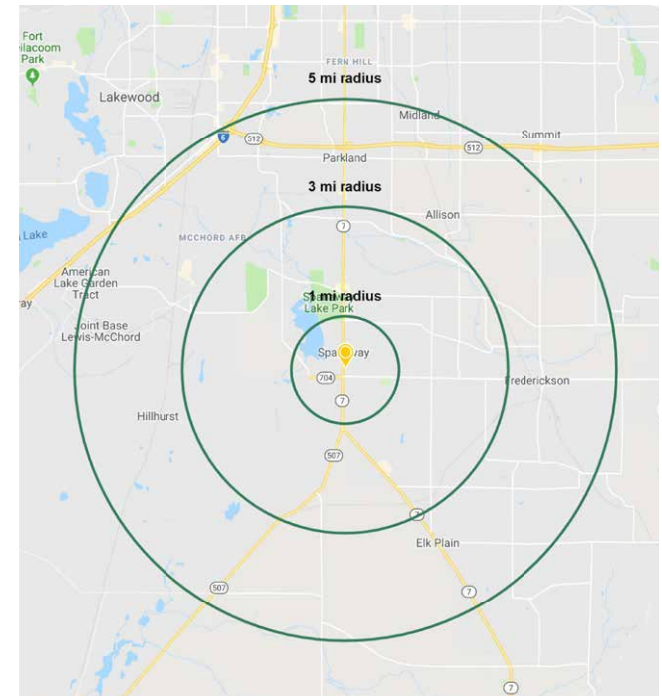 Fort
Park
FERN HILL
5 mi radius
Lakewood
Midland
512
5
512
Summit
Parkland
3 mi radius
Allison
7
MCCHORD AFB
Lake
American
Lake Garden
Tract
1 mi radius
Lake Park
Joint Base
Lewis-McChord
704
Frederickson
7
Hillhurst
507
7
Elk Plain
507
7
7